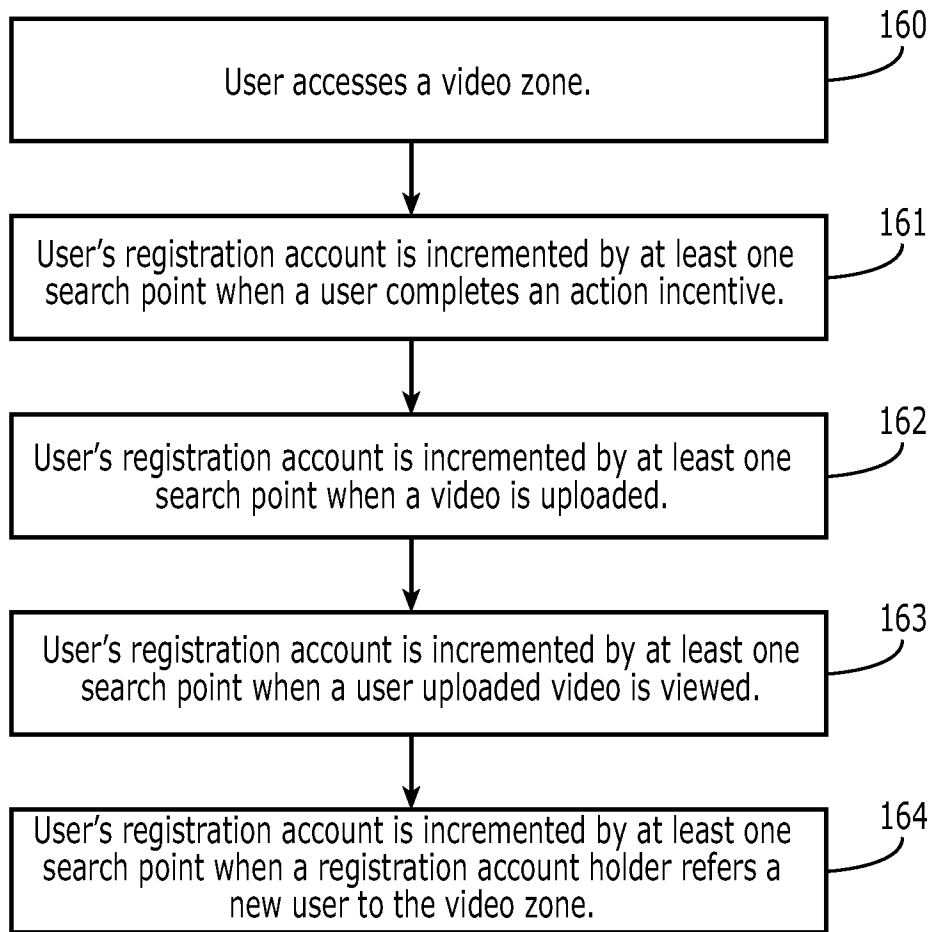 160
User accesses a video zone.
161
User's registration account is incremented by at least one
search point when a user completes an action incentive.
162
User's registration account is incremented by at least one
search point when a video is uploaded.
163
User's registration account is incremented by at least one
search point when a user uploaded video is viewed.
164
User's registration account is incremented by at least one
search point when a registration account holder refers a
new user to the video zone.